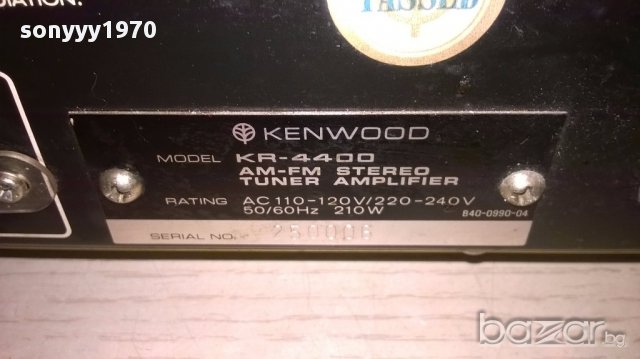 sonyyy1970
PASSED
KENWOOD
MODEL KR-4400
AM-FM STEREO
TUNER AMPLIFIER
RATING AC 110-120V/220-240V
50/60Hz 210W
B40-0990-04
SERIAL NO. 250006
bazar.bg